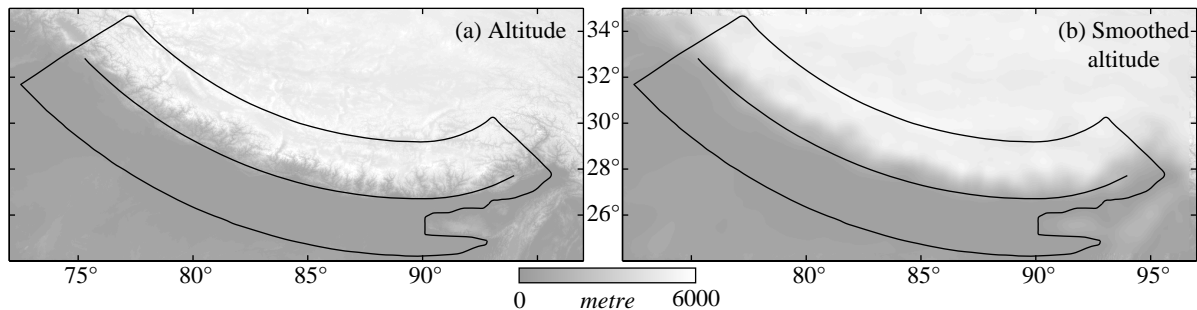 (a) Altitude
(b) Smoothed
altitude
34°
32°
30°
28°
26°
75° 80° 85° 90° 80° 85° 90° 95°
0 metre 6000